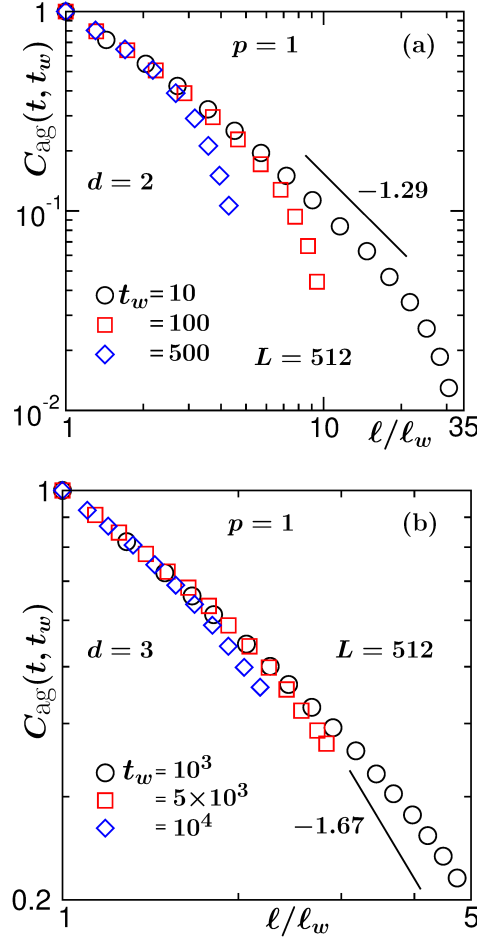 1
p = 1
(a)
C_ag(t, t_w)
−1.29
d = 2
10^-1
t_w = 10
= 100
= 500
L = 512
10^-2
1
10
35
ℓ/ℓ_w
1
p = 1
(b)
C_ag(t, t_w)
d = 3
L = 512
t_w = 10^3
= 5×10^3
= 10^4
−1.67
0.2
1
ℓ/ℓ_w
5